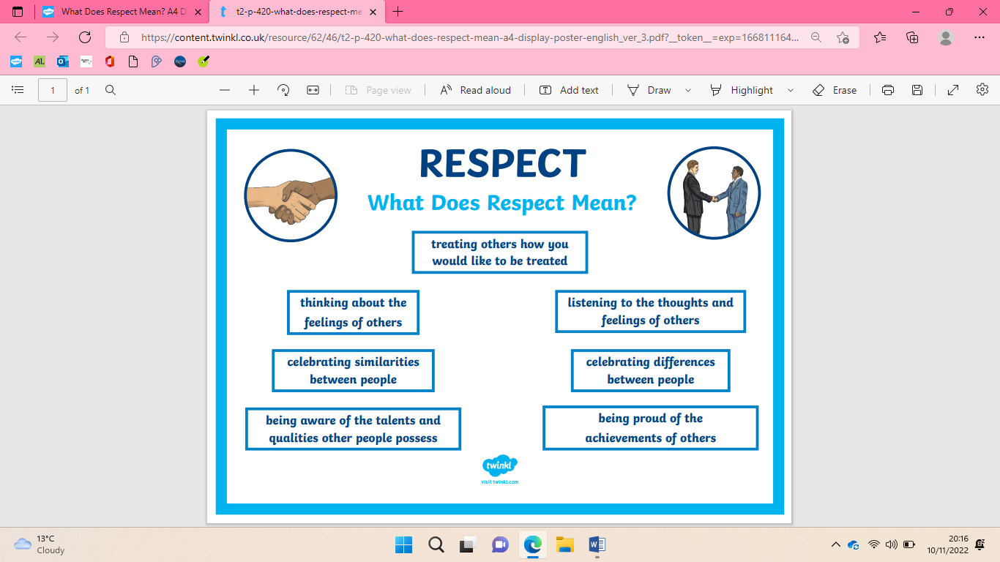 What Does Respect Mean? A4 D
t2-p-420-what-does-respect-me
https://content.twinkl.co.uk/resource/62/46/t2-p-420-what-does-respect-mean-a4-display-poster-english_ver_3.pdf?__token__=exp=166811164...
AL
1 of 1
Page view
Read aloud
Add text
Draw
Highlight
Erase
RESPECT
What Does Respect Mean?
treating others how you
would like to be treated
thinking about the
feelings of others
listening to the thoughts and
feelings of others
celebrating similarities
between people
celebrating differences
between people
being aware of the talents and
qualities other people possess
being proud of the
achievements of others
twinkl
visit twinkl.com
13°C
Cloudy
20:16
10/11/2022